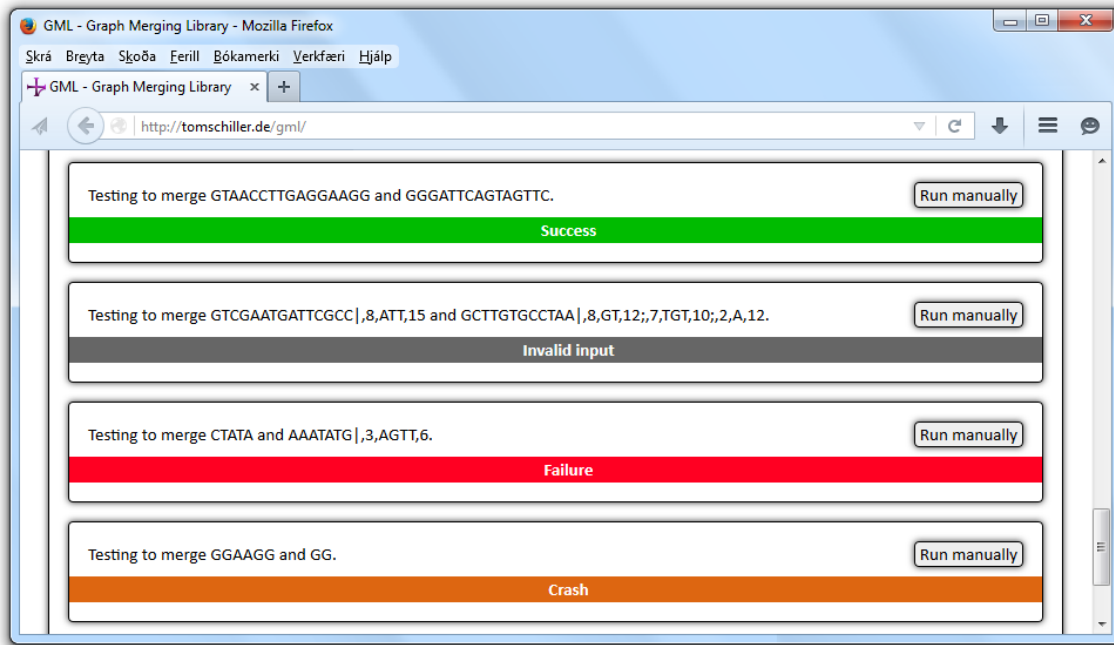 GML - Graph Merging Library - Mozilla Firefox
Skrá Breyta Skoða Ferill Bókamerki Verkfæri Hjálp
GML - Graph Merging Library
http://tomschiller.de/gml/
Testing to merge GTAACCTTGAGGAAGG and GGGATTCAGTAGTTC. Run manually
Success
Testing to merge GTCGAATGATTCGCC|,8,ATT,15 and GCTTGTGCCTAA|,8,GT,12;,7,TGT,10;,2,A,12. Run manually
Invalid input
Testing to merge CTATA and AAATATG|,3,AGTT,6. Run manually
Failure
Testing to merge GGAAGG and GG. Run manually
Crash